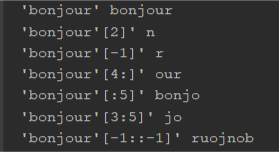 'bonjour' bonjour
'bonjour'[2]' n
'bonjour'[-1]' r
'bonjour'[4:]' our
'bonjour'[:5]' bonjo
'bonjour'[3:5]' jo
'bonjour'[-1::-1]' ruojnob